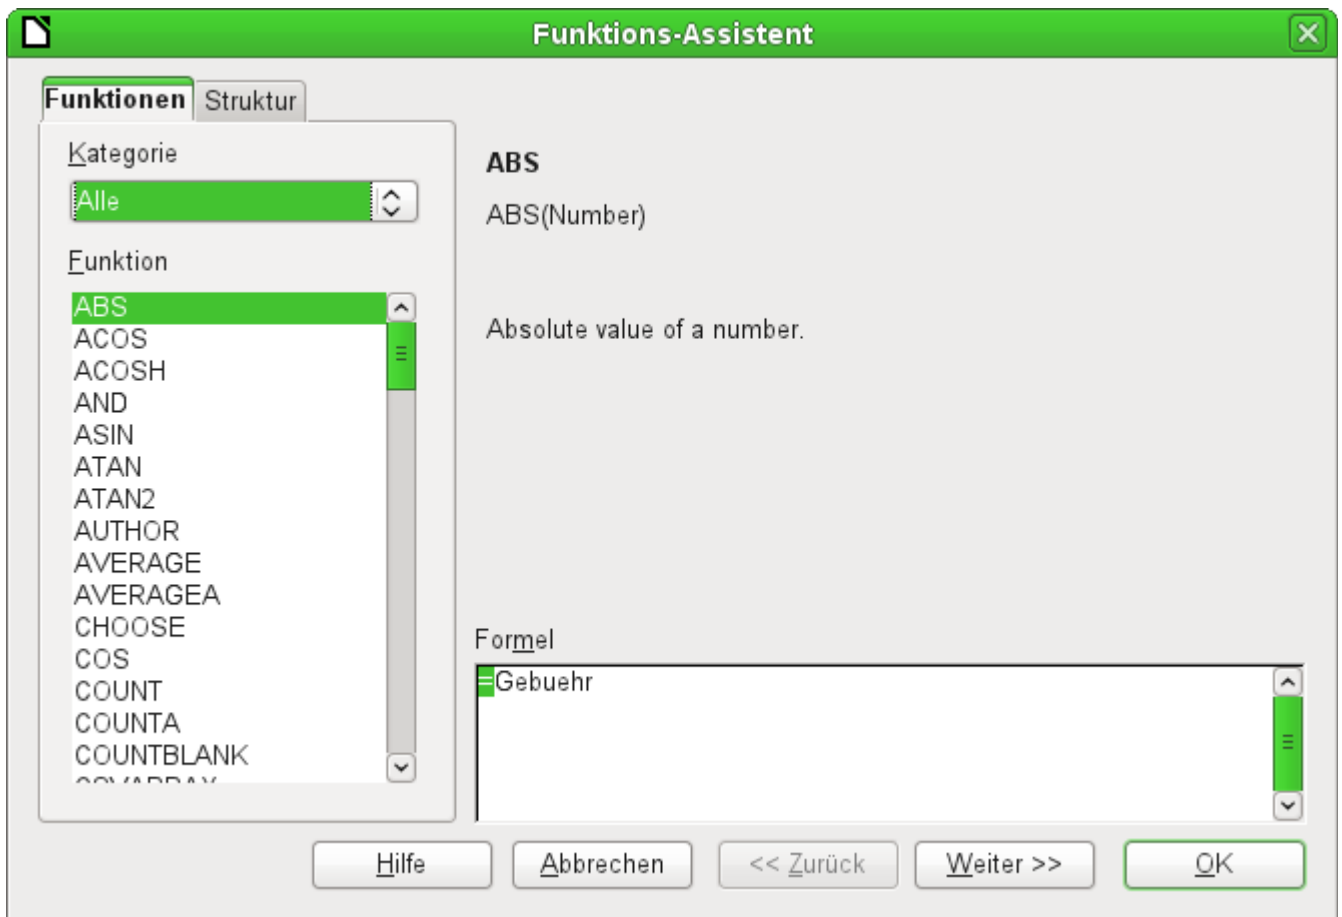 Funktions-Assistent
Funktionen Struktur
Kategorie
Alle
Funktion
ABS
ACOS
ACOSH
AND
ASIN
ATAN
ATAN2
AUTHOR
AVERAGE
AVERAGEA
CHOOSE
COS
COUNT
COUNTA
COUNTBLANK
ABS
ABS(Number)
Absolute value of a number.
Formel
=Gebuehr
Hilfe Abbrechen << Zurück Weiter >> OK